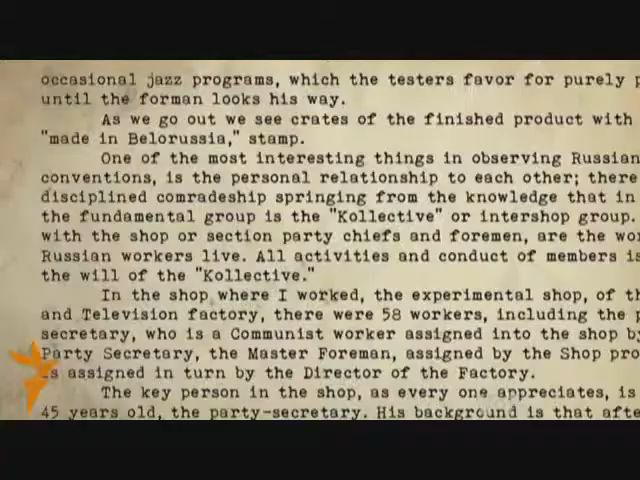 occasional jazz programs, which the testers favor for purely
until the forman looks his way.
As we go out we see crates of the finished product with
"made in Belorussia," stamp.
One of the most interesting things in observing Russian
conventions, is the personal relationship to each other; there
disciplined comradeship springing from the knowledge that in
the fundamental group is the "Kollective" or intershop group.
with the shop or section party chiefs and foremen, are the
Russian workers live. All activities and conduct of members is
the will of the "Kollective."
In the shop where I worked, the experimental shop, of
and Television factory, there were 58 workers, including the
secretary, who is a Communist worker assigned into the shop by
Party Secretary, the Master Foreman, assigned by the Shop
is assigned in turn by the Director of the Factory.
The key person in the shop, as every one appreciates, is
45 years old, the party-secretary. His background is that